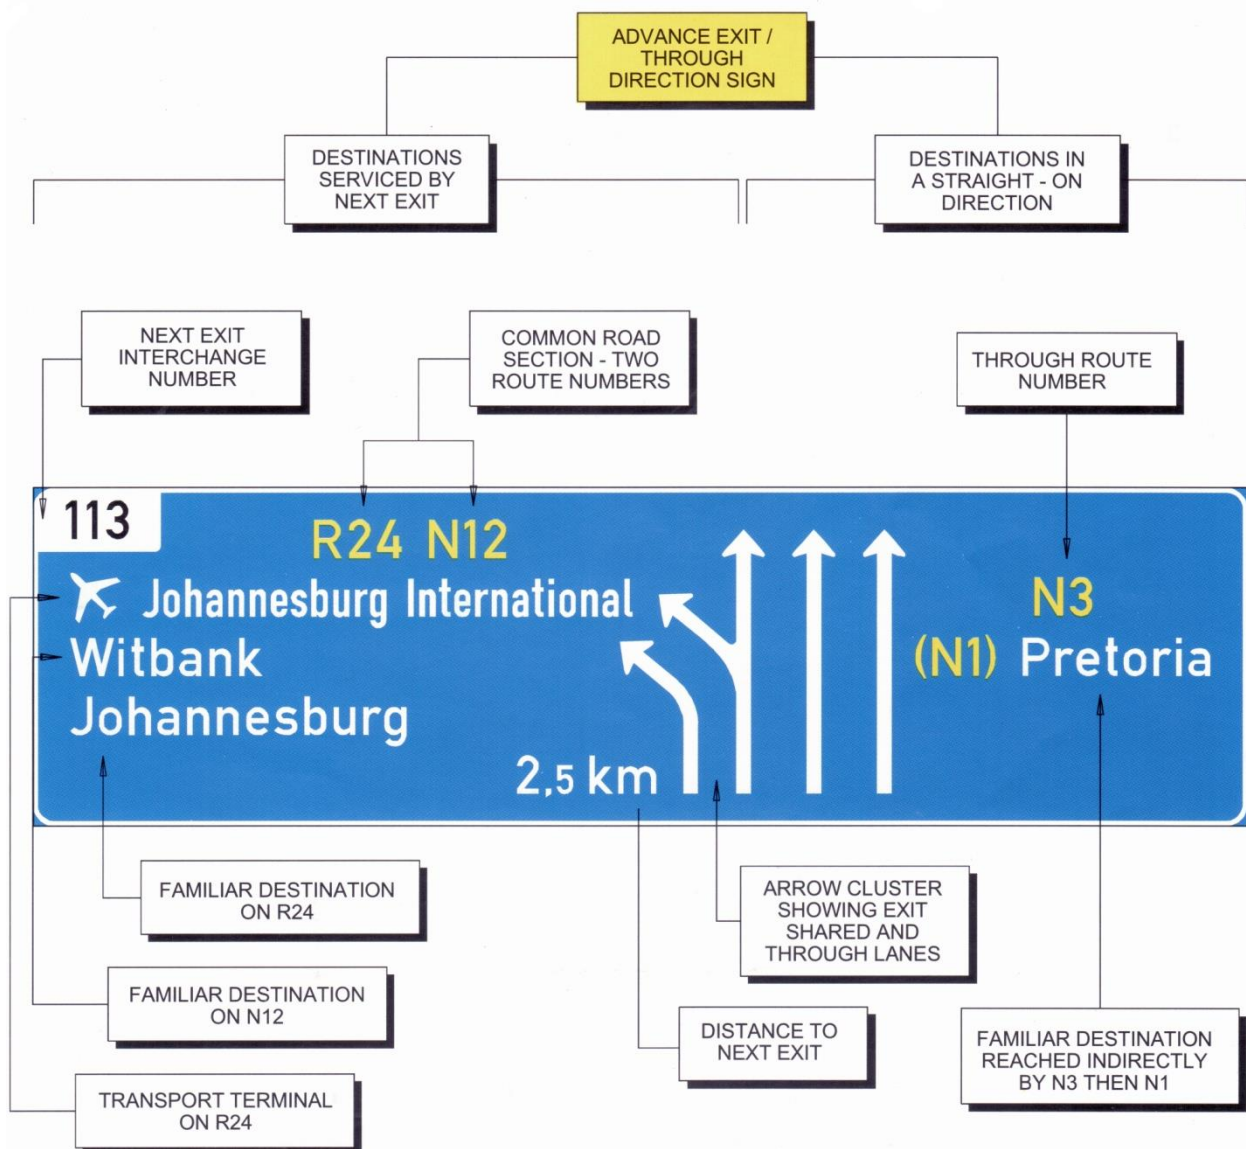 ADVANCE EXIT /
THROUGH
DIRECTION SIGN
DESTINATIONS
SERVICED BY
NEXT EXIT
DESTINATIONS IN
A STRAIGHT - ON
DIRECTION
NEXT EXIT
INTERCHANGE
NUMBER
COMMON ROAD
SECTION - TWO
ROUTE NUMBERS
THROUGH ROUTE
NUMBER
113
R24 N12
Johannesburg International
Witbank
Johannesburg
2,5 km
N3
(N1) Pretoria
FAMILIAR DESTINATION
ON R24
FAMILIAR DESTINATION
ON N12
TRANSPORT TERMINAL
ON R24
ARROW CLUSTER
SHOWING EXIT
SHARED AND
THROUGH LANES
DISTANCE TO
NEXT EXIT
FAMILIAR DESTINATION
REACHED INDIRECTLY
BY N3 THEN N1